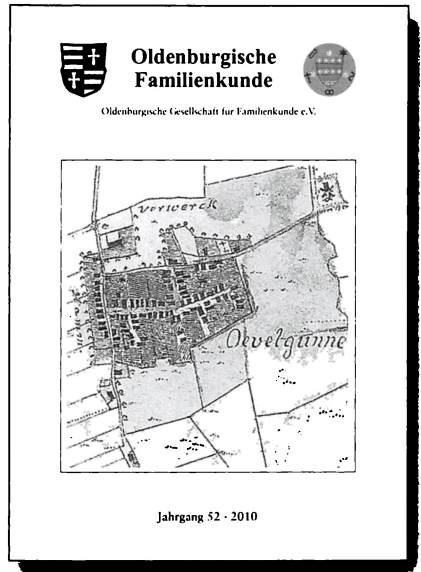 Oldenburgische
Familienkunde
Oldenburgische Gesellschaft für Familienkunde e.V.
vorwerck
Oevelgünne
Jahrgang 52 - 2010